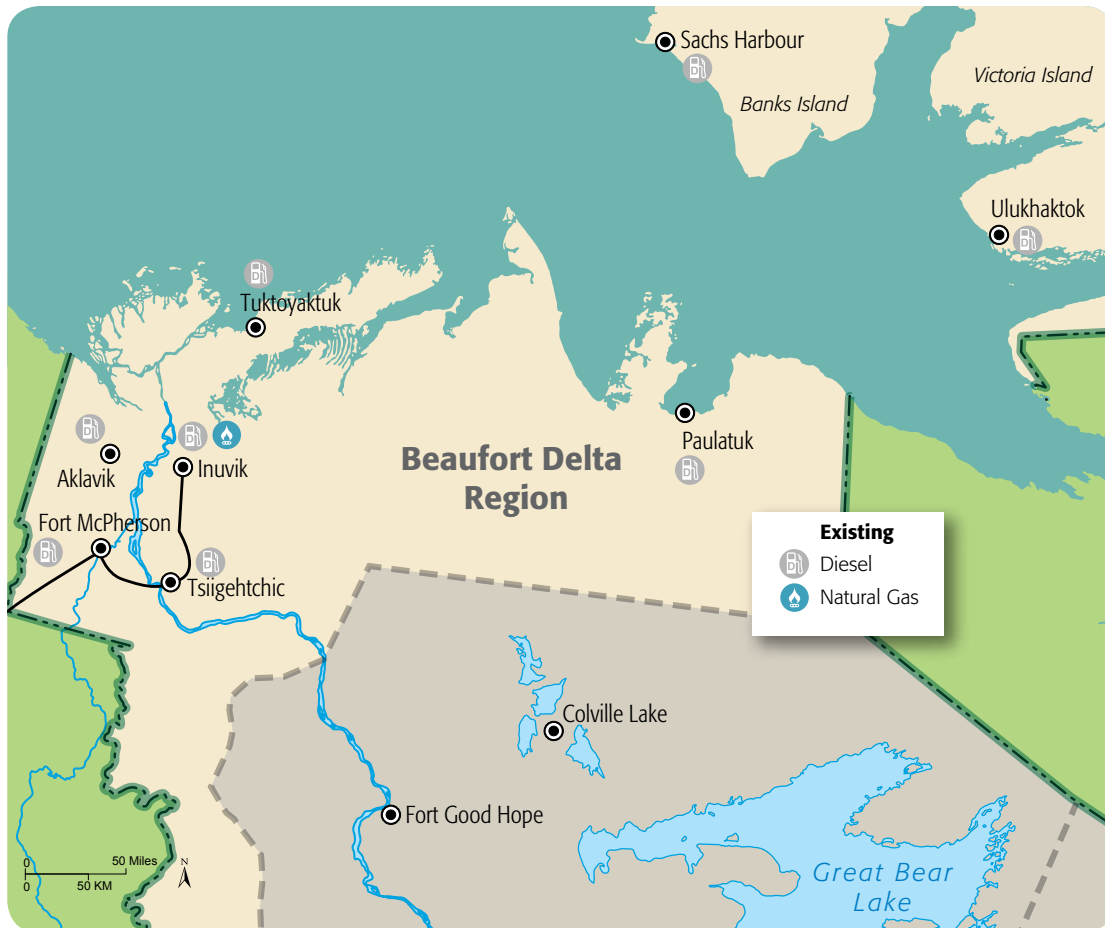 Sachs Harbour
Banks Island
Victoria Island
Ulukhaktok
D
D
D
Tuktoyaktuk
D
Aklavik
D
Inuvik
Beaufort Delta
Region
Paulatuk
D
Fort McPherson
D
D
Tsiigehtchic
Existing
D Diesel
Natural Gas
Colville Lake
Fort Good Hope
Great Bear
Lake
0 50 Miles
0 50 KM
N